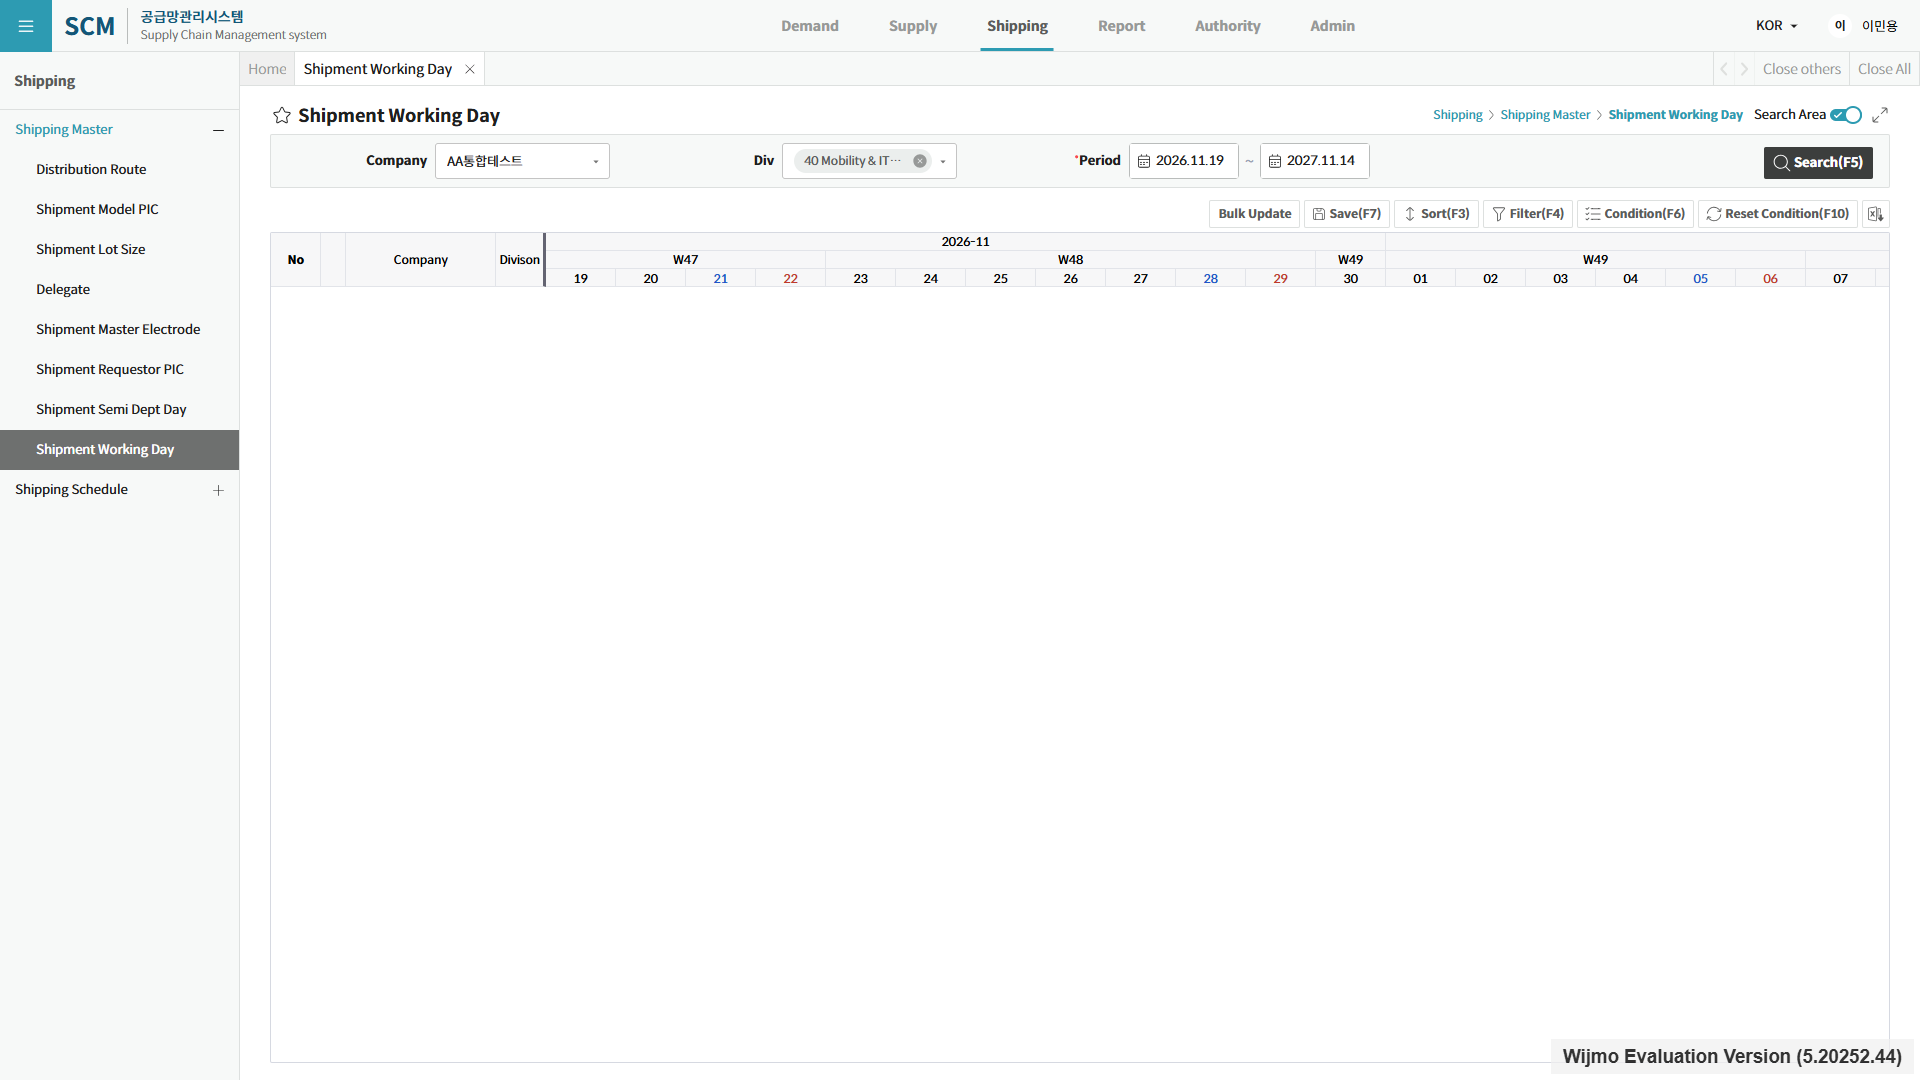 SCM
공급망관리시스템
Supply Chain Management system
Demand
Supply
Shipping
Report
Authority
Admin
KOR
이
이민용
Shipping
Home
Shipment Working Day
Close others
Close All
Shipping Master
Distribution Route
Shipment Model PIC
Shipment Lot Size
Delegate
Shipment Master Electrode
Shipment Requestor PIC
Shipment Semi Dept Day
Shipment Working Day
Shipping Schedule
Shipment Working Day
Shipping > Shipping Master > Shipment Working Day
Search Area
Company
AA통합테스트
Div
40 Mobility & IT···
*Period
2026.11.19 ~ 2027.11.14
Search(F5)
Bulk Update
Save(F7)
Sort(F3)
Filter(F4)
Condition(F6)
Reset Condition(F10)
No
Company
Divison
2026-11
W47 W48 W49 W49
19 20 21 22 23 24 25 26 27 28 29 30 01 02 03 04 05 06 07
Wijmo Evaluation Version (5.20252.44)